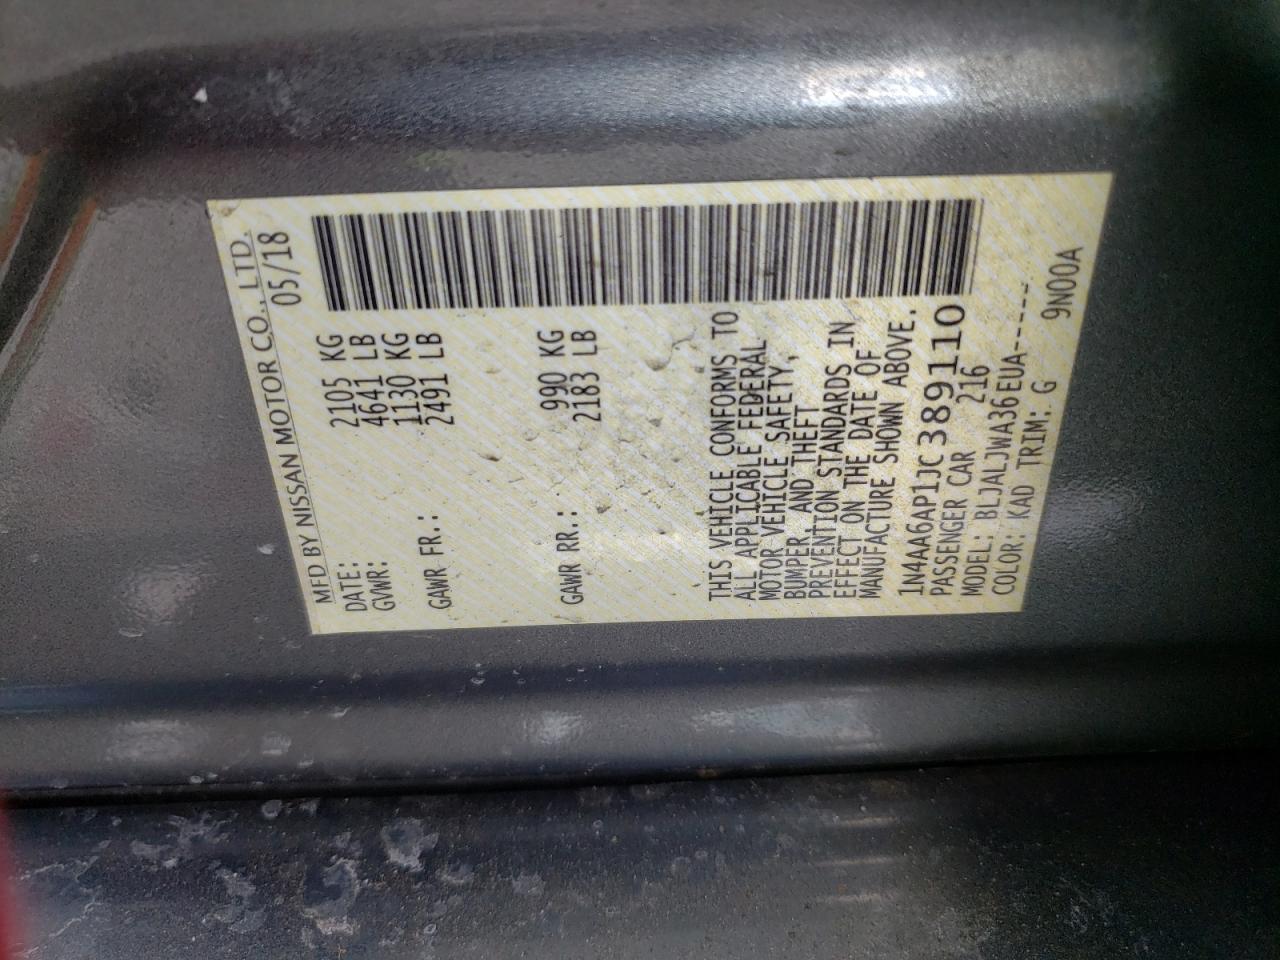 MFD BY NISSAN MOTOR CO., LTD.
DATE: 05/18
GVWR: 2105 KG
4641 LB
GAWR FR.: 1130 KG
2491 LB
GAWR RR.: 990 KG
2183 LB
THIS VEHICLE CONFORMS TO
ALL APPLICABLE FEDERAL
MOTOR VEHICLE SAFETY,
BUMPER, AND THEFT
PREVENTION STANDARDS IN
EFFECT ON THE DATE OF
MANUFACTURE SHOWN ABOVE.
1N4AA6AP1JC389110
PASSENGER CAR 216
MODEL: BLJALJWA36EUA------
COLOR: KAD TRIM: G 9N00A